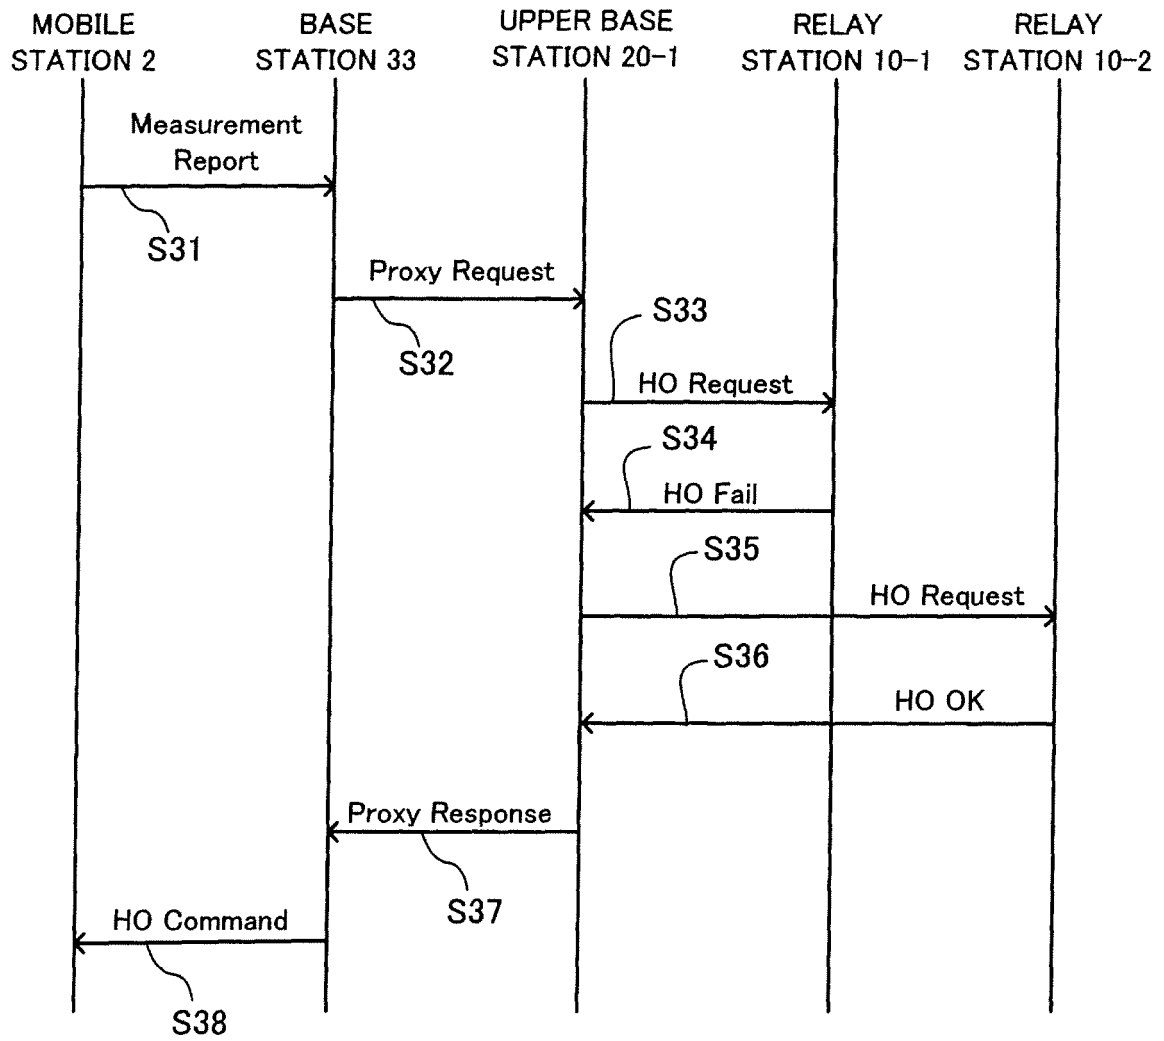 MOBILE
STATION 2
BASE
STATION 33
UPPER BASE
STATION 20-1
RELAY
STATION 10-1
RELAY
STATION 10-2
Measurement
Report
S31
Proxy Request
S32
S33
HO Request
S34
HO Fail
S35
HO Request
S36
HO OK
Proxy Response
S37
HO Command
S38